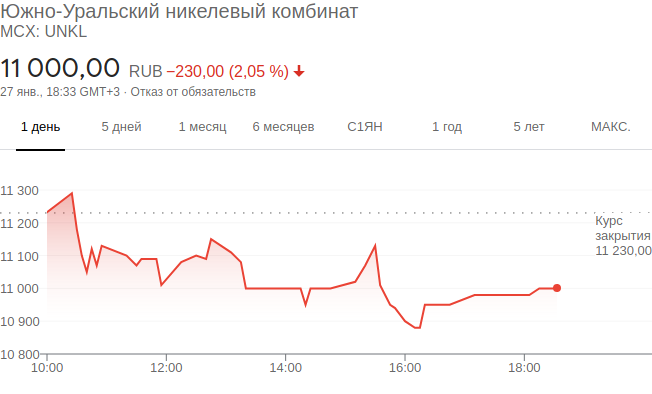 Южно-Уральский никелевый комбинат
MCX: UNKL
11 000,00 RUB −230,00 (2,05 %)
27 янв., 18:33 GMT+3 · Отказ от обязательств
1 день 5 дней 1 месяц 6 месяцев С1ЯН 1 год 5 лет МАКС.
11 300
11 200
11 100
11 000
10 900
10 800
Курс
закрытия
11 230,00
10:00 12:00 14:00 16:00 18:00